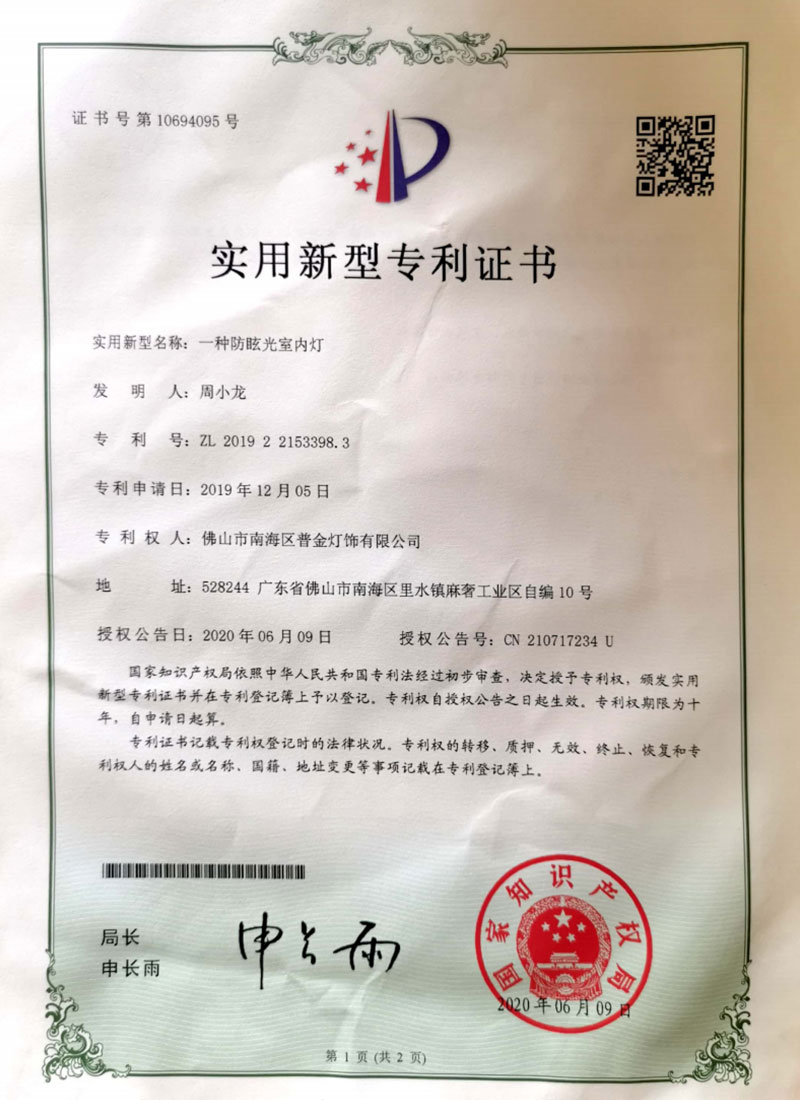 证书号第10694095号
实用新型专利证书
实用新型名称：一种防眩光室内灯
发明人：周小龙
专利号：ZL 2019 2 2153398.3
专利申请日：2019年12月05日
专利权人：佛山市南海区普金灯饰有限公司
地址：528244 广东省佛山市南海区里水镇麻奢工业区自编10号
授权公告日：2020年06月09日 授权公告号：CN 210717234 U
国家知识产权局依照中华人民共和国专利法经过初步审查，决定授予专利权，颁发实用
新型专利证书并在专利登记簿上予以登记。专利权自授权公告之日起生效。专利权期限为十
年，自申请日起算。
专利证书记载专利权登记时的法律状况。专利权的转移、质押、无效、终止、恢复和专
利权人的姓名或名称、国籍、地址变更等事项记载在专利登记簿上。
局长
申长雨
申长雨
国家知识产权局
2020年06月09日
第1页(共2页)